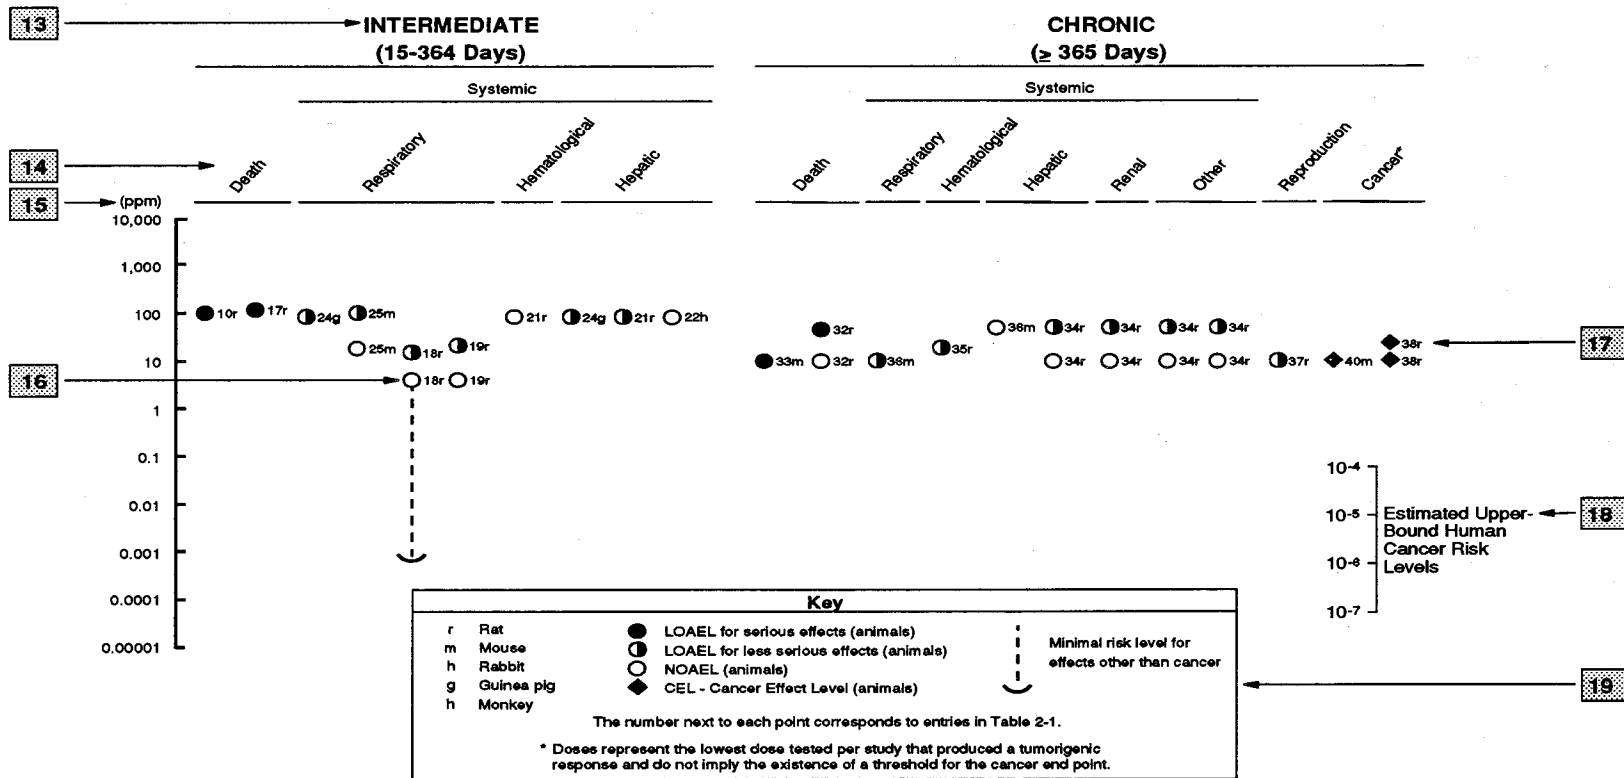 13
INTERMEDIATE
(15-364 Days)
CHRONIC
(≥ 365 Days)
Systemic
Systemic
14
Death
Respiratory
Hematological
Hepatic
Death
Respiratory
Hematological
Hepatic
Renal
Other
Reproduction
Cancer*
15
(ppm)
10,000
1,000
100
10
1
0.1
0.01
0.001
0.0001
0.00001
10r
17r
24g
25m
21r
24g
21r
22h
25m
18r
19r
16
18r
19r
32r
36m
34r
34r
34r
34r
33m
32r
36m
35r
34r
34r
34r
34r
37r
40m
38r
38r
17
10-4
10-5
10-6
10-7
Estimated Upper-
Bound Human
Cancer Risk
Levels
18
Key
r Rat
m Mouse
h Rabbit
g Guinea pig
h Monkey
LOAEL for serious effects (animals)
LOAEL for less serious effects (animals)
NOAEL (animals)
CEL - Cancer Effect Level (animals)
Minimal risk level for
effects other than cancer
19
The number next to each point corresponds to entries in Table 2-1.
* Doses represent the lowest dose tested per study that produced a tumorigenic
response and do not imply the existence of a threshold for the cancer end point.